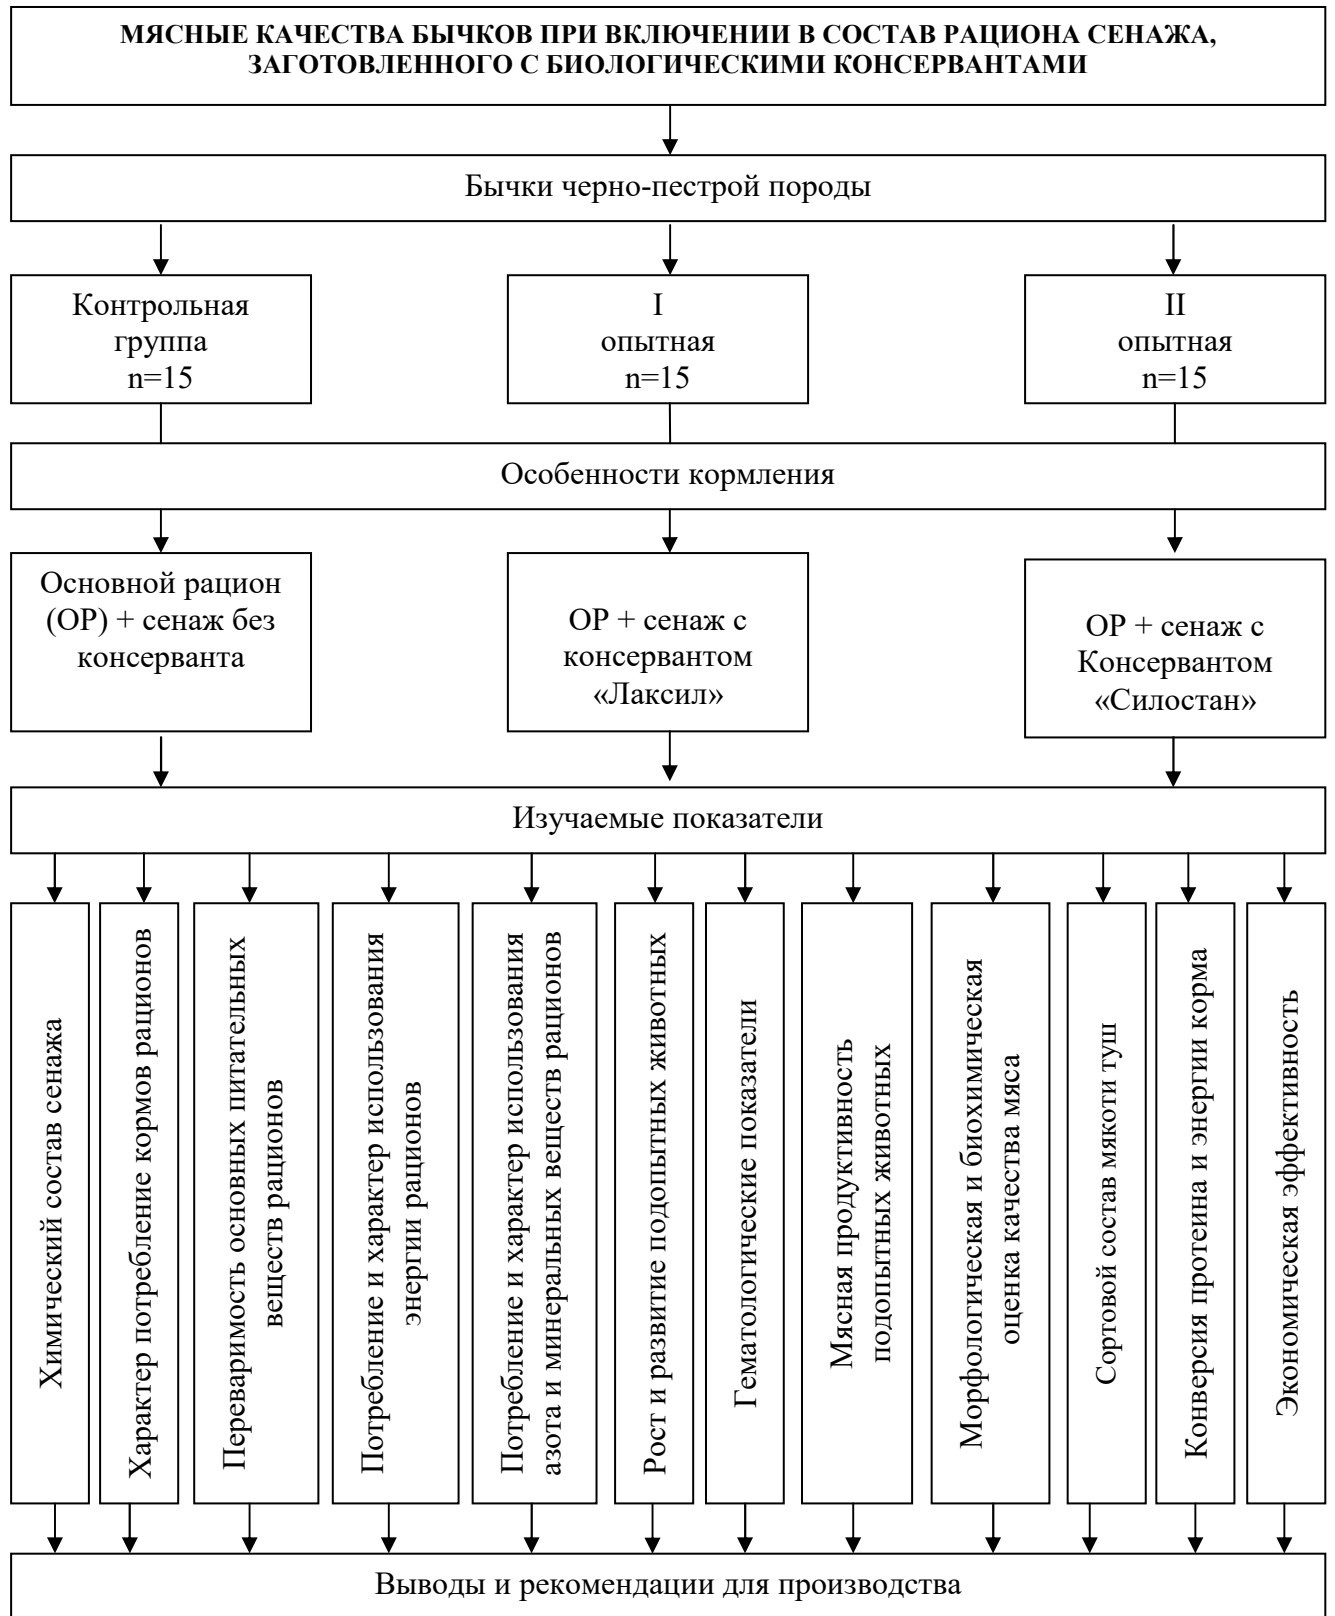 МЯСНЫЕ КАЧЕСТВА БЫЧКОВ ПРИ ВКЛЮЧЕНИИ В СОСТАВ РАЦИОНА СЕНАЖА,
ЗАГОТОВЛЕННОГО С БИОЛОГИЧЕСКИМИ КОНСЕРВАНТАМИ
Бычки черно-пестрой породы
Контрольная
группа
n=15
I
опытная
n=15
II
опытная
n=15
Особенности кормления
Основной рацион
(ОР) + сенаж без
консерванта
ОР + сенаж с
консервантом
«Лаксил»
ОР + сенаж с
Консервантом
«Силостан»
Изучаемые показатели
Химический состав сенажа
Характер потребление кормов рационов
Переваримость основных питательных
веществ рационов
Потребление и характер использования
энергии рационов
Потребление и характер использования
азота и минеральных веществ рационов
Рост и развитие подопытных животных
Гематологические показатели
Мясная продуктивность
подопытных животных
Морфологическая и биохимическая
оценка качества мяса
Сортовой состав мякоти туш
Конверсия протеина и энергии корма
Экономическая эффективность
Выводы и рекомендации для производства